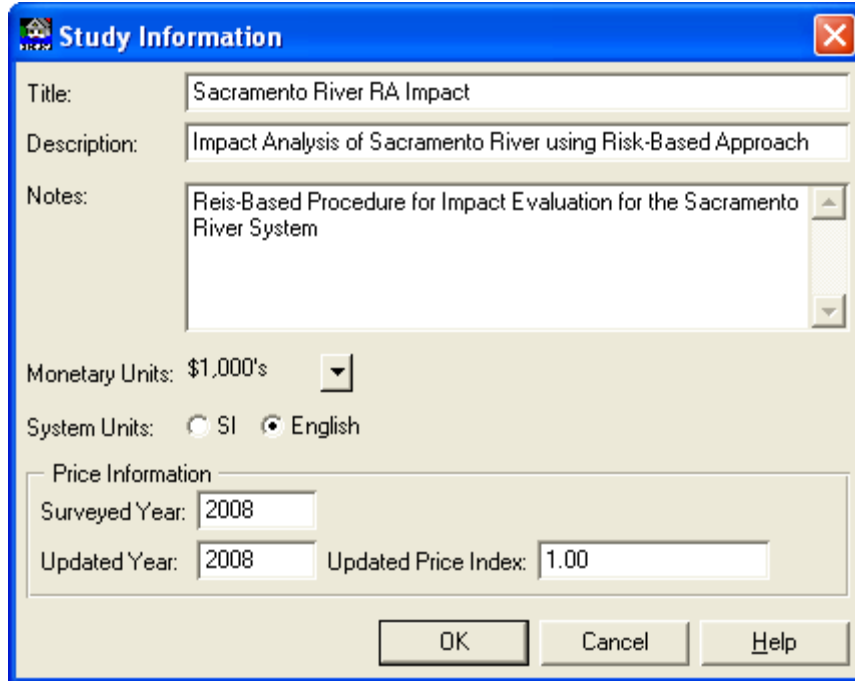 Study Information
Title: Sacramento River RA Impact
Description: Impact Analysis of Sacramento River using Risk-Based Approach
Notes: Reis-Based Procedure for Impact Evaluation for the Sacramento
River System
Monetary Units: $1,000's
System Units: SI English
Price Information
Surveyed Year: 2008
Updated Year: 2008 Updated Price Index: 1.00
OK Cancel Help